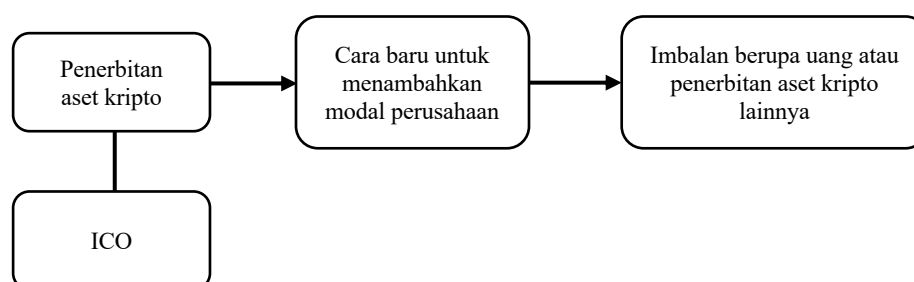 Penerbitan
aset kripto
Cara baru untuk
menambahkan
modal perusahaan
Imbalan berupa uang atau
penerbitan aset kripto
lainnya
ICO